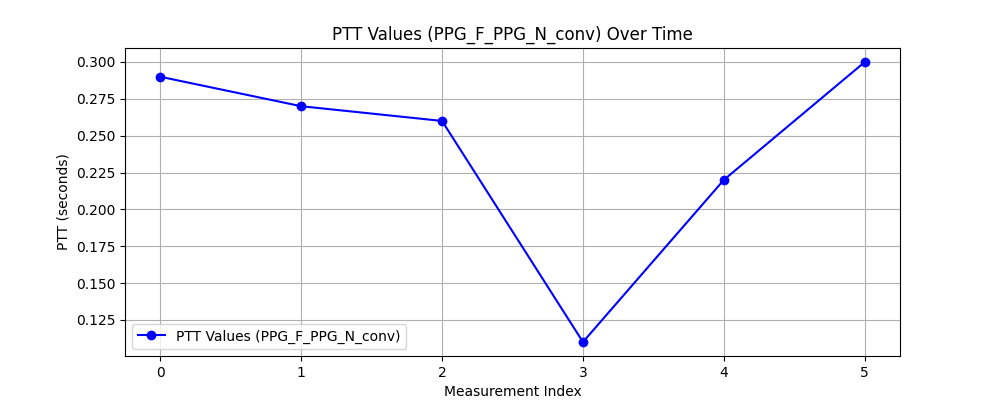 PTT Values (PPG_F_PPG_N_conv) Over Time
PTT (seconds)
0.300
0.275
0.250
0.225
0.200
0.175
0.150
0.125
PTT Values (PPG_F_PPG_N_conv)
0 1 2 3 4 5
Measurement Index